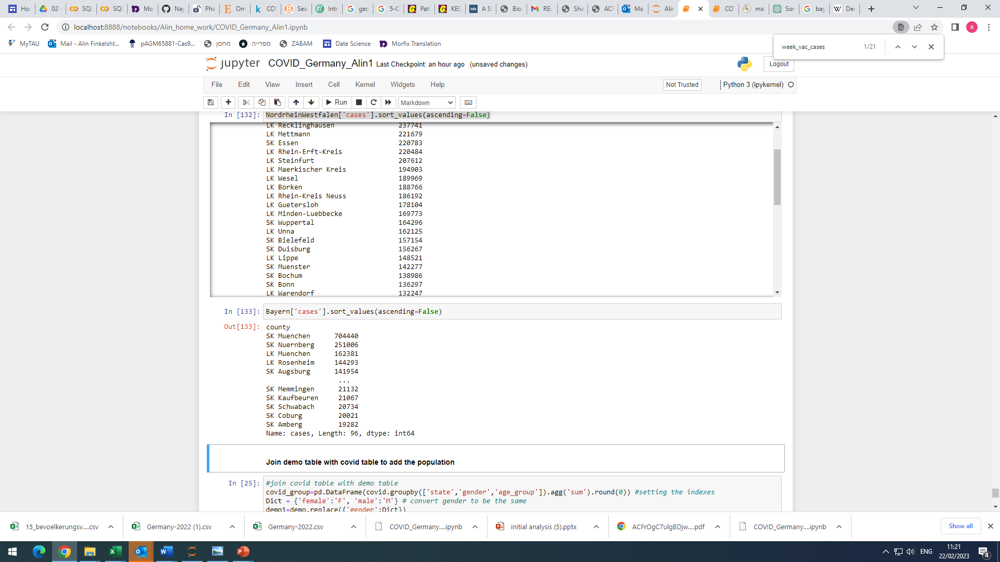 Hor
02 -
SQL
SQL
Mo
Nay
Pha
Om
CO
Sea
Intr
geo
5-C
Patl
KEG
A St
Bioc
RE:
Sha
ACF
Ma
Alin
CO
ma
Sor
bay
Der
localhost:8888/notebooks/Alin_home_work/COVID_Germany_Alin1.ipynb
a
MyTAU
Mail - Alin Finkelsht...
pAGM65881-Cas9...
מחסן
ספרייה
ZABAM
Date Science
Morfix Translation
week_vac_cases 1/21
jupyter COVID_Germany_Alin1 Last Checkpoint: an hour ago (unsaved changes)
Logout
File Edit View Insert Cell Kernel Widgets Help
Not Trusted
Python 3 (ipykernel)
Run
Markdown
In [132]: NordrheinWestfalen['cases'].sort_values(ascending=False)
LK Recklinghausen 237741
LK Mettmann 221679
SK Essen 220783
LK Rhein-Erft-Kreis 220484
LK Steinfurt 207612
LK Maerkischer Kreis 194903
LK Wesel 189969
LK Borken 188766
LK Rhein-Kreis Neuss 186192
LK Guetersloh 178104
LK Minden-Luebbecke 169773
SK Wuppertal 164296
LK Unna 162125
SK Bielefeld 157154
SK Duisburg 156267
LK Lippe 148521
SK Muenster 142277
SK Bochum 138986
SK Bonn 136297
LK Warendorf 132247
In [133]: Bayern['cases'].sort_values(ascending=False)
Out[133]: county
SK Muenchen 704440
SK Nuernberg 251006
LK Muenchen 162381
LK Rosenheim 144293
SK Augsburg 141954
...
SK Memmingen 21132
SK Kaufbeuren 21067
SK Schwabach 20734
SK Coburg 20021
SK Amberg 19282
Name: cases, Length: 96, dtype: int64
Join demo table with covid table to add the population
In [25]: #join covid table with demo table
covid_group=pd.DataFrame(covid.groupby(['state','gender','age_group']).agg('sum').round(0)) #setting the indexes
Dict = {'female':'F', 'male':'M'} # convert gender to be the same
demo1=demo.replace({'gender':Dict})
15_bevoelkerungsv....csv
Germany-2022 (1).csv
Germany-2022.csv
COVID_Germany....ipynb
initial analysis (5).pptx
ACFrOgC7ulgBDjw....pdf
COVID_Germany....ipynb
Show all
ENG
11:21
22/02/2023
4